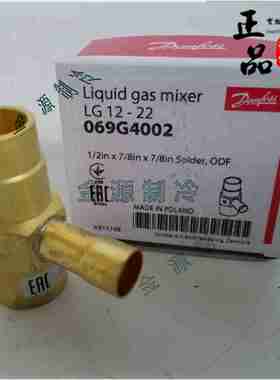 Danfoss
正品
Liquid gas mixer
LG 12 - 22
069G4002
1/2in x 7/8in x 7/8in Solder, ODF
EAC
MADE IN POLAND
Danfoss
金源制冷
EAC